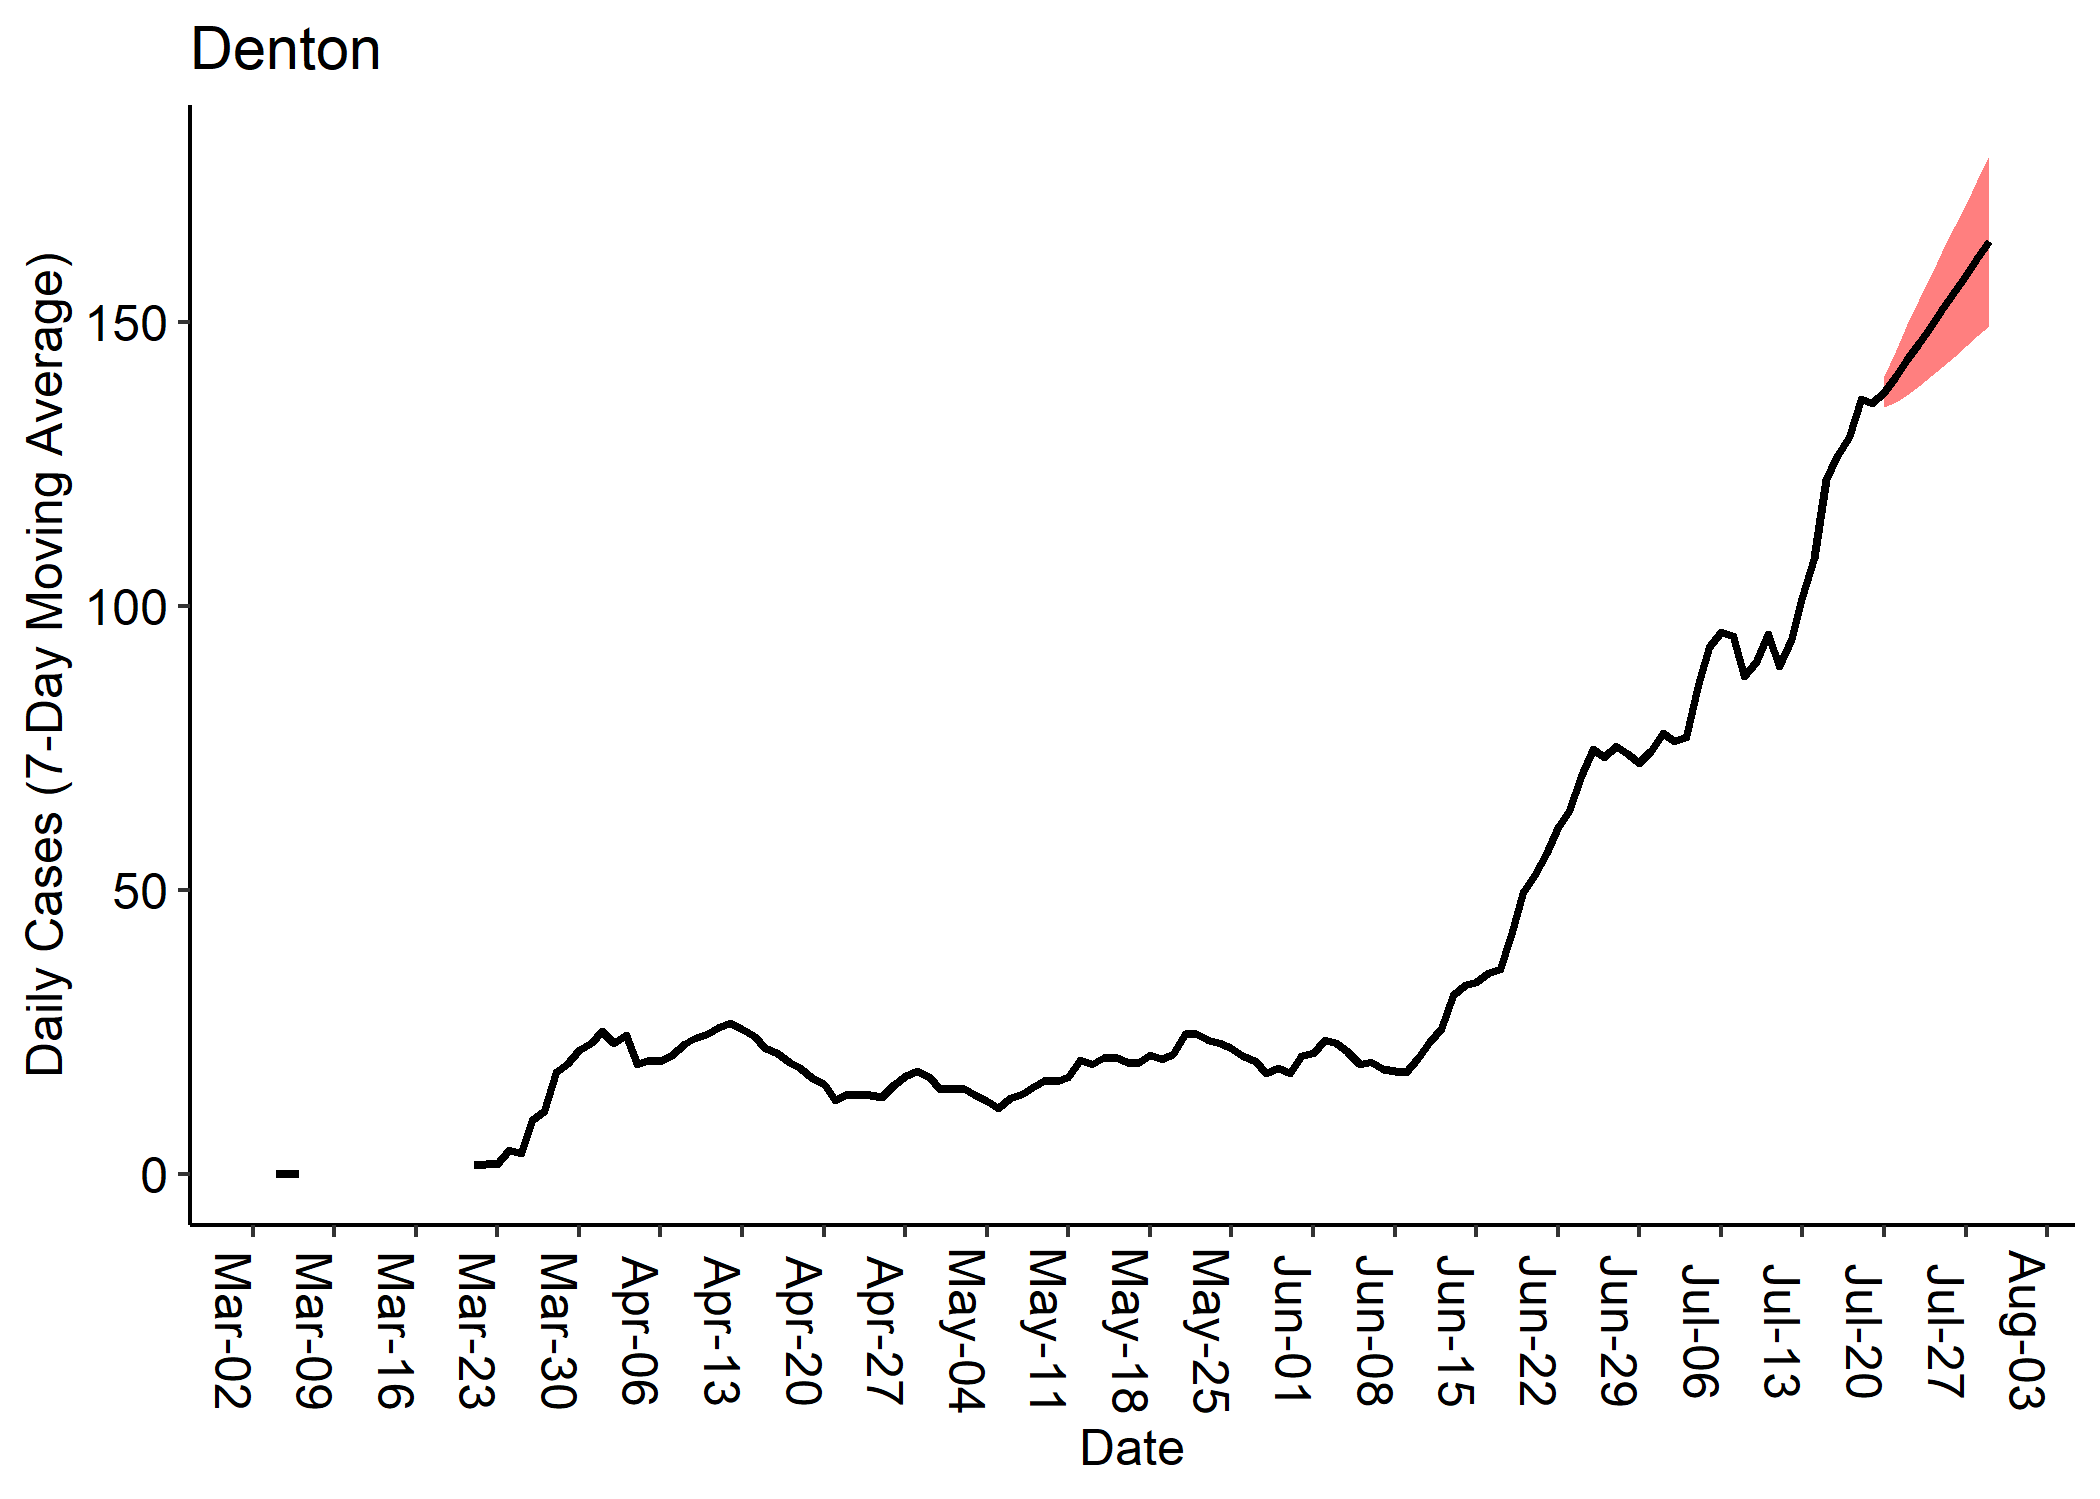 Denton
Daily Cases (7-Day Moving Average)
150
100
50
0
Mar-02
Mar-09
Mar-16
Mar-23
Mar-30
Apr-06
Apr-13
Apr-20
Apr-27
May-04
May-11
May-18
May-25
Jun-01
Jun-08
Jun-15
Jun-22
Jun-29
Jul-06
Jul-13
Jul-20
Jul-27
Aug-03
Date